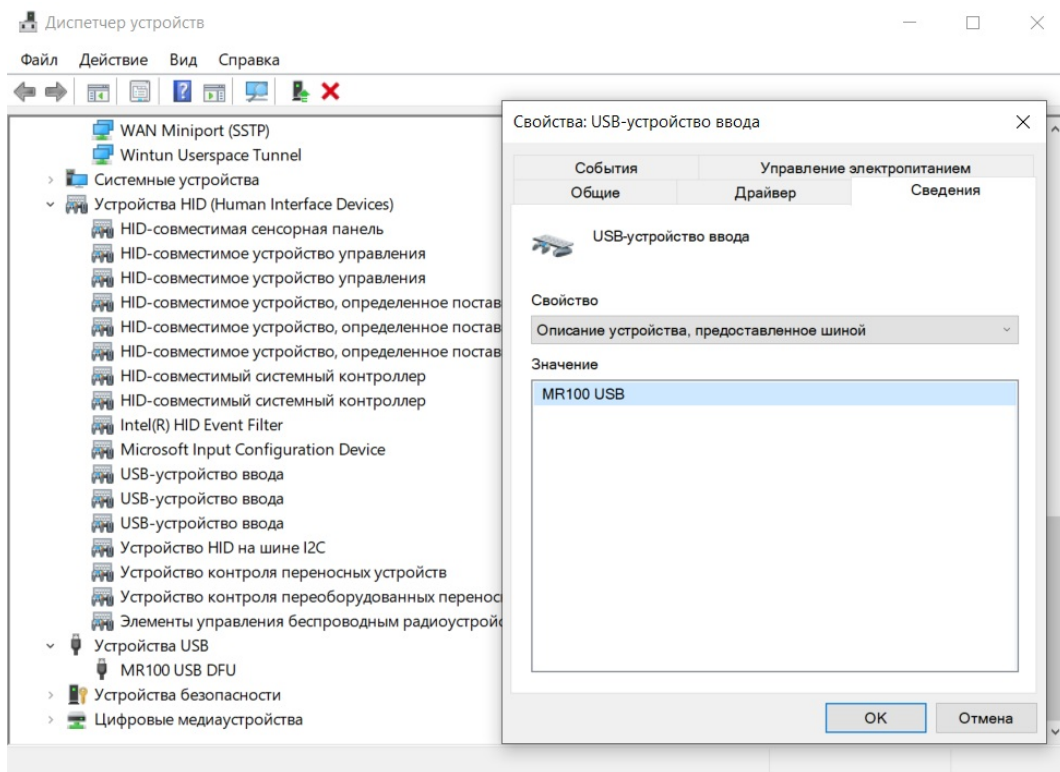 Диспетчер устройств
Файл Действие Вид Справка
WAN Miniport (SSTP)
Wintun Userspace Tunnel
Системные устройства
Устройства HID (Human Interface Devices)
HID-совместимая сенсорная панель
HID-совместимое устройство управления
HID-совместимое устройство управления
HID-совместимое устройство, определенное постав
HID-совместимое устройство, определенное постав
HID-совместимое устройство, определенное постав
HID-совместимый системный контроллер
HID-совместимый системный контроллер
Intel(R) HID Event Filter
Microsoft Input Configuration Device
USB-устройство ввода
USB-устройство ввода
USB-устройство ввода
Устройство HID на шине I2C
Устройство контроля переносных устройств
Устройство контроля переоборудованных перенос
Элементы управления беспроводным радиоустройс
Устройства USB
MR100 USB DFU
Устройства безопасности
Цифровые медиаустройства
Свойства: USB-устройство ввода
События Управление электропитанием
Общие Драйвер Сведения
USB-устройство ввода
Свойство
Описание устройства, предоставленное шиной
Значение
MR100 USB
OK Отмена